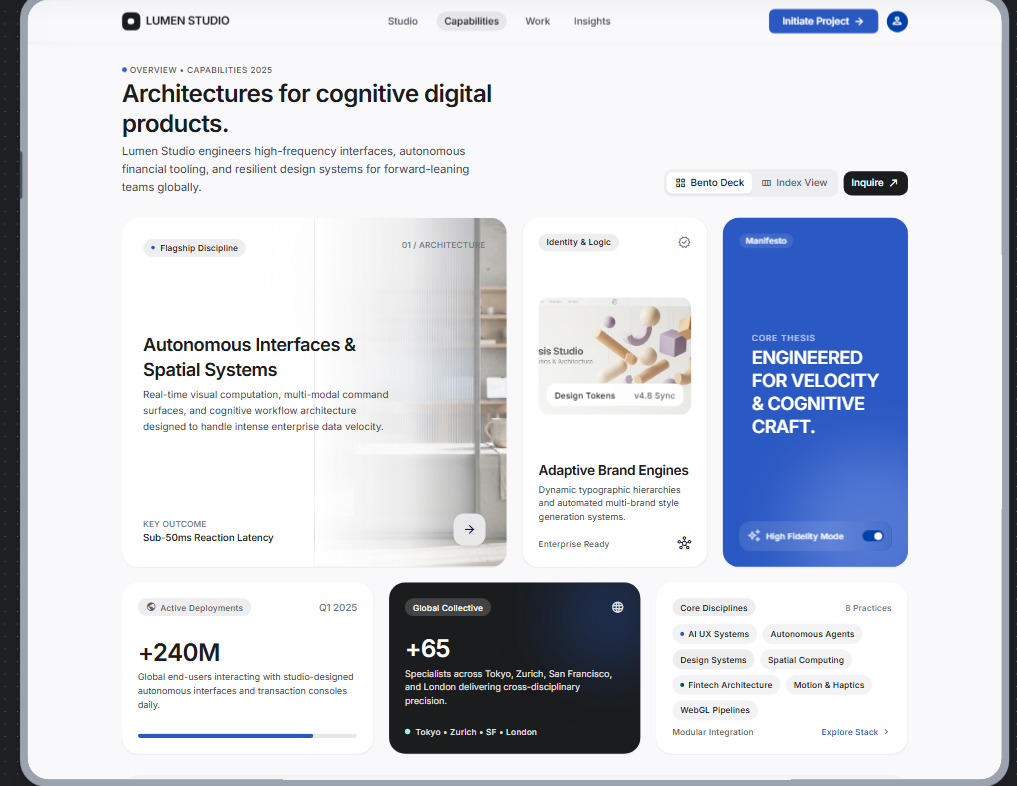 LUMEN STUDIO
Studio
Capabilities
Work
Insights
Initiate Project
OVERVIEW • CAPABILITIES 2025
Architectures for cognitive digital
products.
Lumen Studio engineers high-frequency interfaces, autonomous
financial tooling, and resilient design systems for forward-leaning
teams globally.
Bento Deck
Index View
Inquire
Flagship Discipline
01 / ARCHITECTURE
Autonomous Interfaces &
Spatial Systems
Real-time visual computation, multi-modal command
surfaces, and cognitive workflow architecture
designed to handle intense enterprise data velocity.
KEY OUTCOME
Sub-50ms Reaction Latency
Identity & Logic
sis Studio
Design Tokens
v4.8 Sync
Adaptive Brand Engines
Dynamic typographic hierarchies
and automated multi-brand style
generation systems.
Enterprise Ready
Manifesto
CORE THESIS
ENGINEERED
FOR VELOCITY
& COGNITIVE
CRAFT.
High Fidelity Mode
Active Deployments
Q1 2025
+240M
Global end-users interacting with studio-designed
autonomous interfaces and transaction consoles
daily.
Global Collective
+65
Specialists across Tokyo, Zurich, San Francisco,
and London delivering cross-disciplinary
precision.
Tokyo • Zurich • SF • London
Core Disciplines
8 Practices
AI UX Systems
Autonomous Agents
Design Systems
Spatial Computing
Fintech Architecture
Motion & Haptics
WebGL Pipelines
Modular Integration
Explore Stack